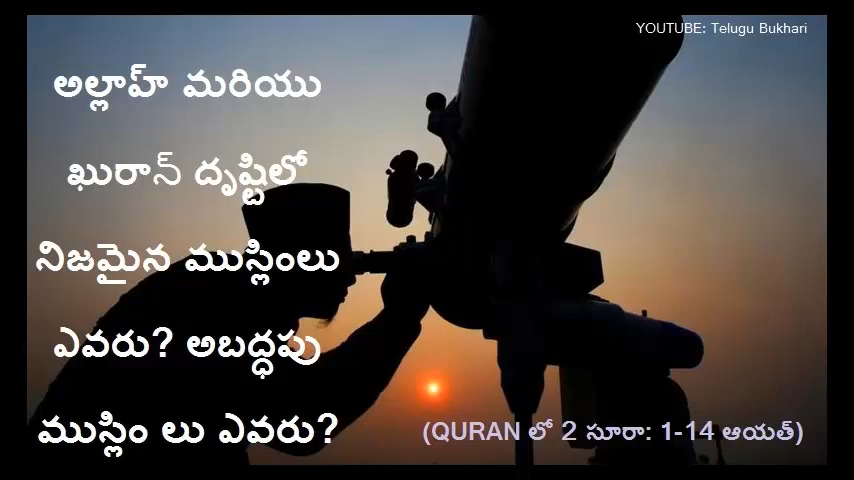 YOUTUBE: Telugu Bukhari
అల్లాహ్ మరియు
ఖురాన్ దృష్టిలో
నిజమైన ముస్లింలు
ఎవరు? అబద్ధపు
ముస్లిం లు ఎవరు?
(QURAN లో 2 సూరా: 1-14 ఆయత్)